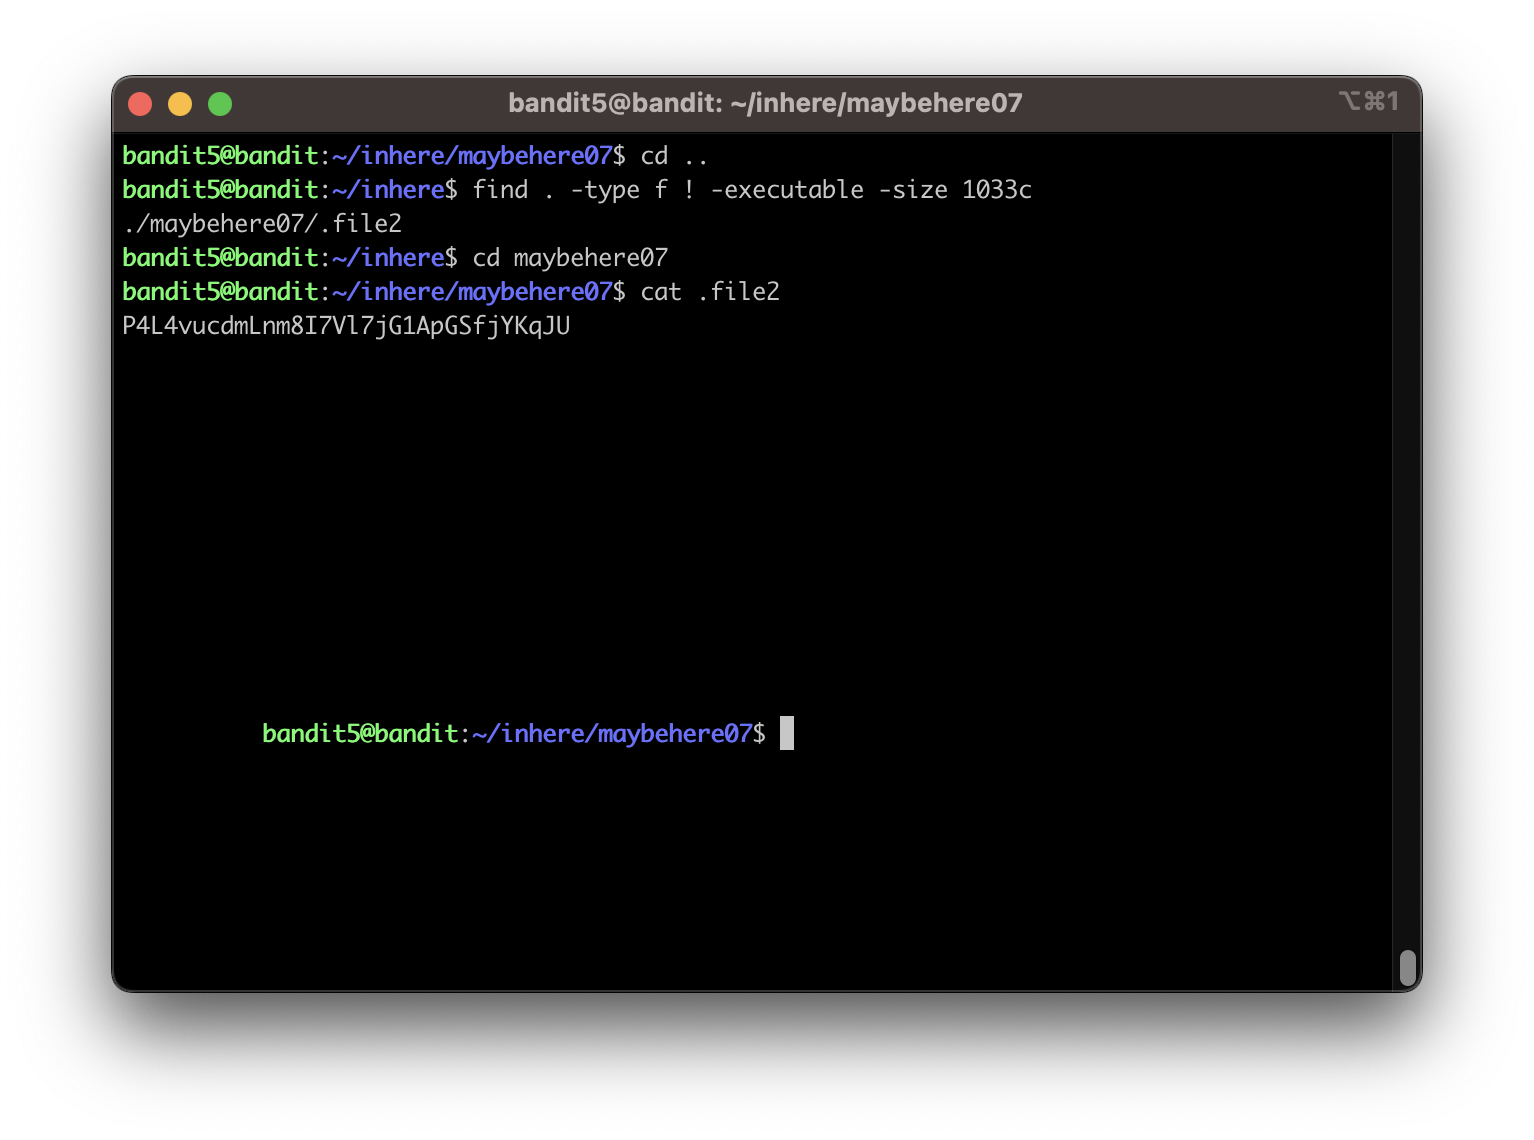 bandit5@bandit: ~/inhere/maybehere07
⌥⌘1
bandit5@bandit:~/inhere/maybehere07$ cd ..
bandit5@bandit:~/inhere$ find . -type f ! -executable -size 1033c
./maybehere07/.file2
bandit5@bandit:~/inhere$ cd maybehere07
bandit5@bandit:~/inhere/maybehere07$ cat .file2
P4L4vucdmLnm8I7Vl7jG1ApGSfjYKqJU
bandit5@bandit:~/inhere/maybehere07$